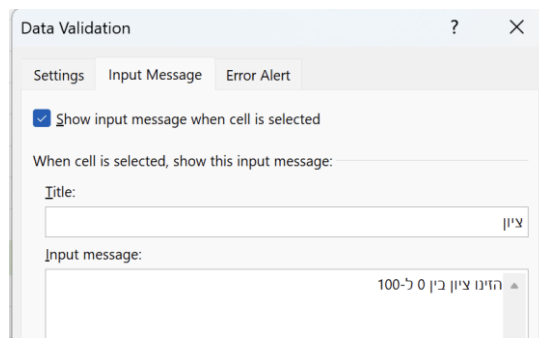 Data Validation ? ×
Settings Input Message Error Alert
Show input message when cell is selected
When cell is selected, show this input message:
Title:
ציון
Input message:
הזינו ציון בין 0 ל-100